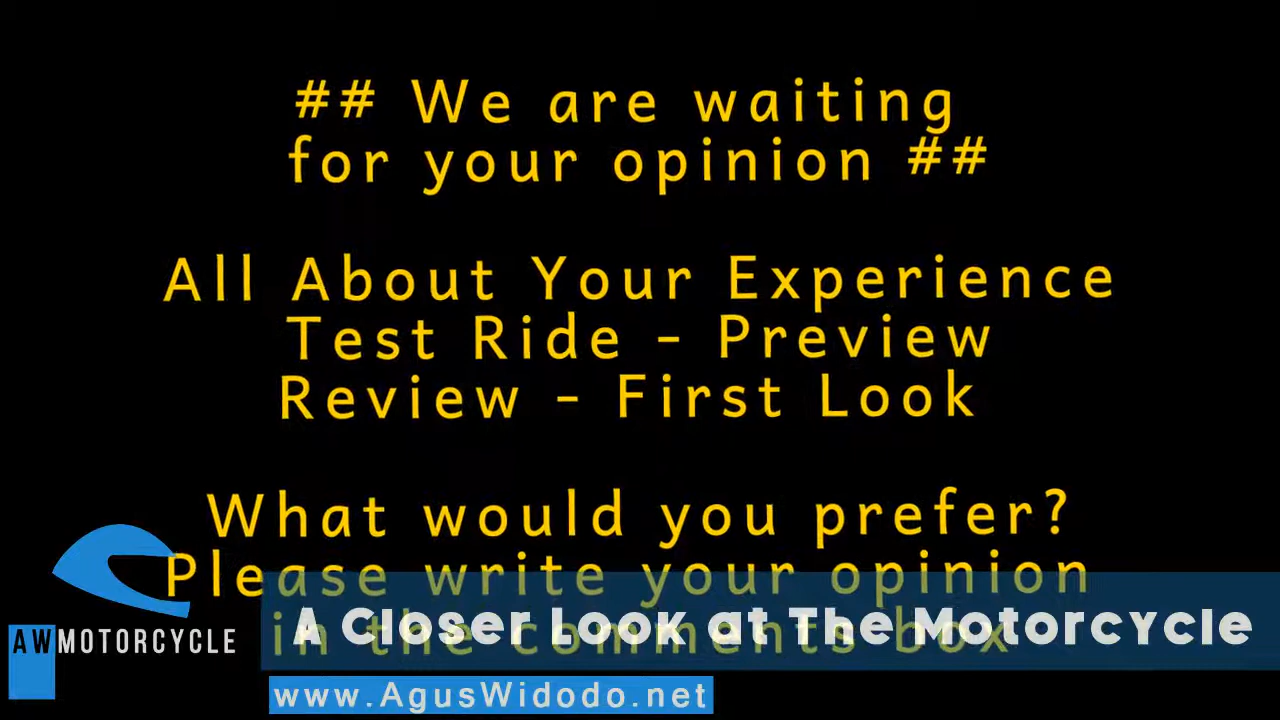 ## We are waiting
for your opinion ##
All About Your Experience
Test Ride - Preview
Review - First Look
What would you prefer?
Please write your opinion
in the comments box
A Closer Look at The Motorcycle
AWMOTORCYCLE
www.AgusWidodo.net